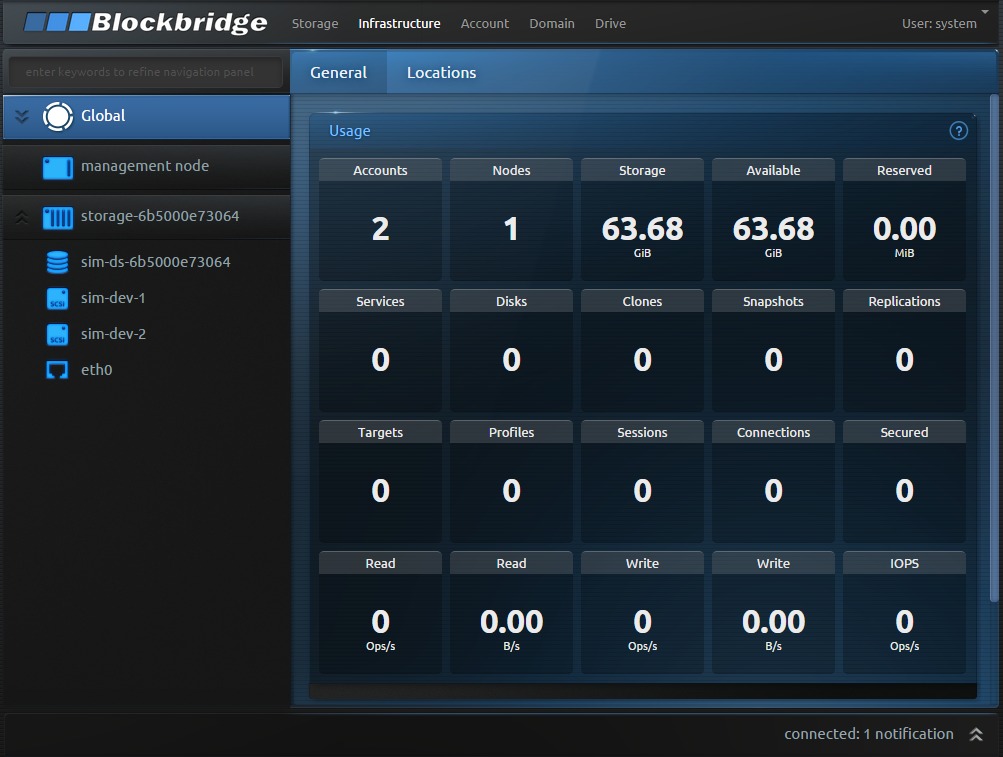 Blockbridge Storage Infrastructure Account Domain Drive User: system
enter keywords to refine navigation panel
Global
management node
storage-6b5000e73064
sim-ds-6b5000e73064
SCSI sim-dev-1
SCSI sim-dev-2
eth0
General Locations
Usage ?
Accounts Nodes Storage Available Reserved
2 1 63.68 63.68 0.00
GiB GiB MiB
Services Disks Clones Snapshots Replications
0 0 0 0 0
Targets Profiles Sessions Connections Secured
0 0 0 0 0
Read Read Write Write IOPS
0 0.00 0 0.00 0
Ops/s B/s Ops/s B/s Ops/s
connected: 1 notification